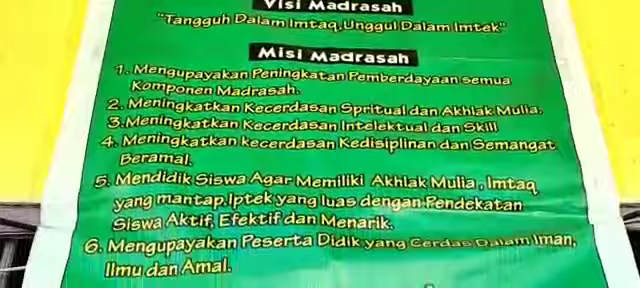 Visi Madrasah
"Tangguh Dalam Imtaq,Unggul Dalam Imtek"
Misi Madrasah
1. Mengupayakan Peningkatan Pemberdayaan semua
Komponen Madrasah.
2. Meningkatkan Kecerdasan Spritual dan Akhlak Mulia.
3.Meningkatkan Kecerdasan Intelektual dan Skill
4. Meningkatkan kecerdasan Kedisiplinan dan Semangat
Beramal.
5. Mendidik Siswa Agar Memiliki Akhlak Mulia , Imtaq
yang mantap,Iptek yang luas dengan Pendekatan
Siswa Aktif, Efektif dan Menarik.
6. Mengupayakan Peserta Didik yang Cerdas Dalam Iman,
Ilmu dan Amal.